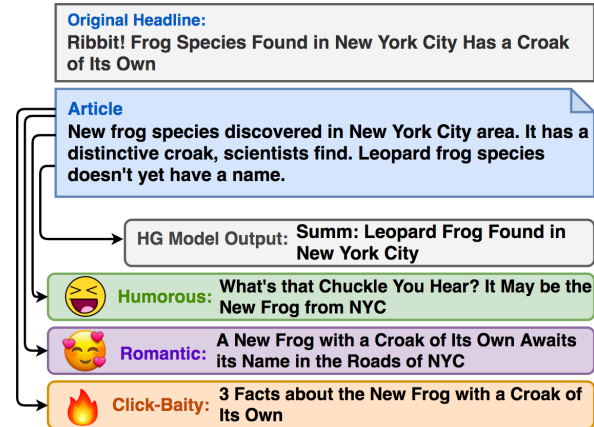 Original Headline:
Ribbit! Frog Species Found in New York City Has a Croak
of Its Own
Article
New frog species discovered in New York City area. It has a
distinctive croak, scientists find. Leopard frog species
doesn't yet have a name.
HG Model Output: Summ: Leopard Frog Found in
New York City
Humorous: What's that Chuckle You Hear? It May be the
New Frog from NYC
Romantic: A New Frog with a Croak of Its Own Awaits
its Name in the Roads of NYC
Click-Baity: 3 Facts about the New Frog with a Croak of
Its Own